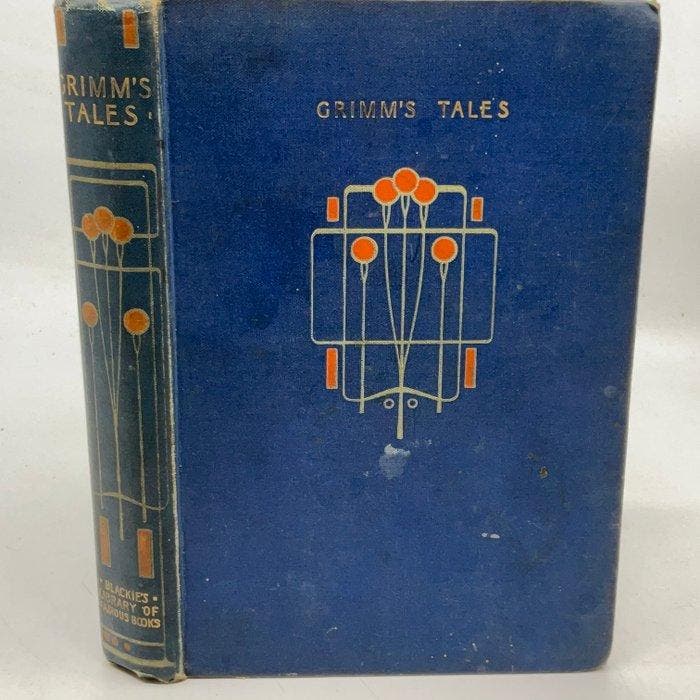 GRIMM'S
TALES
GRIMM'S TALES
BLACKIE'S
LIBRARY OF
FAMOUS BOOKS